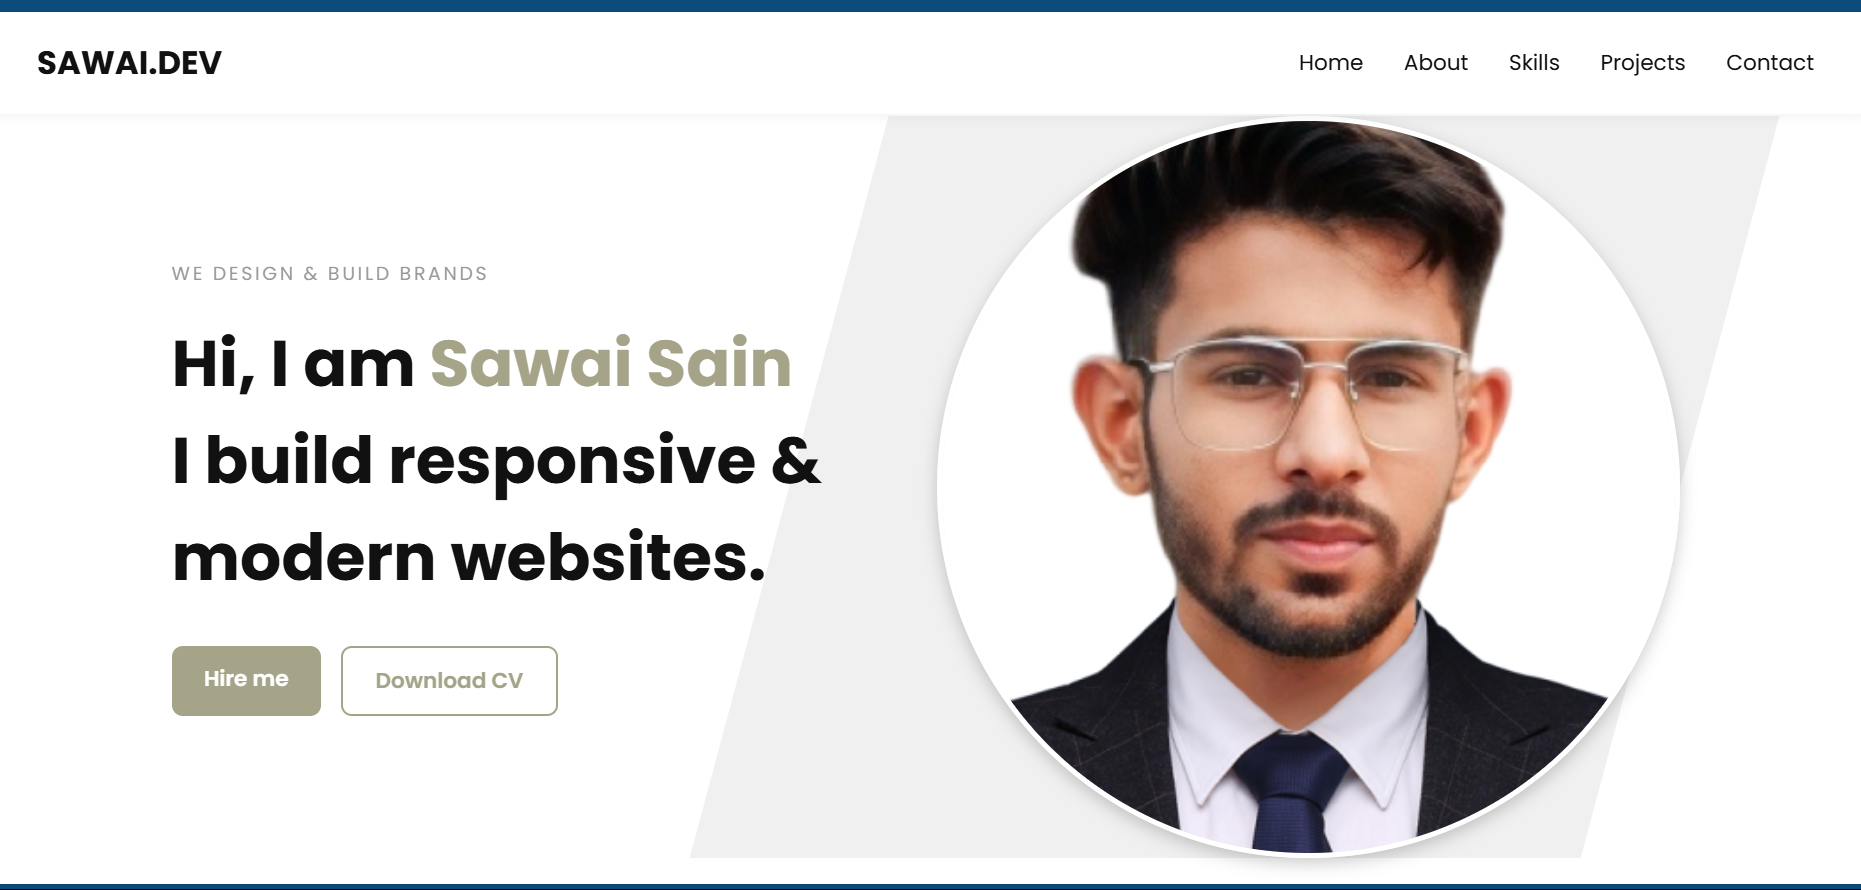 SAWAI.DEV
Home About Skills Projects Contact
WE DESIGN & BUILD BRANDS
Hi, I am Sawai Sain
I build responsive &
modern websites.
Hire me
Download CV